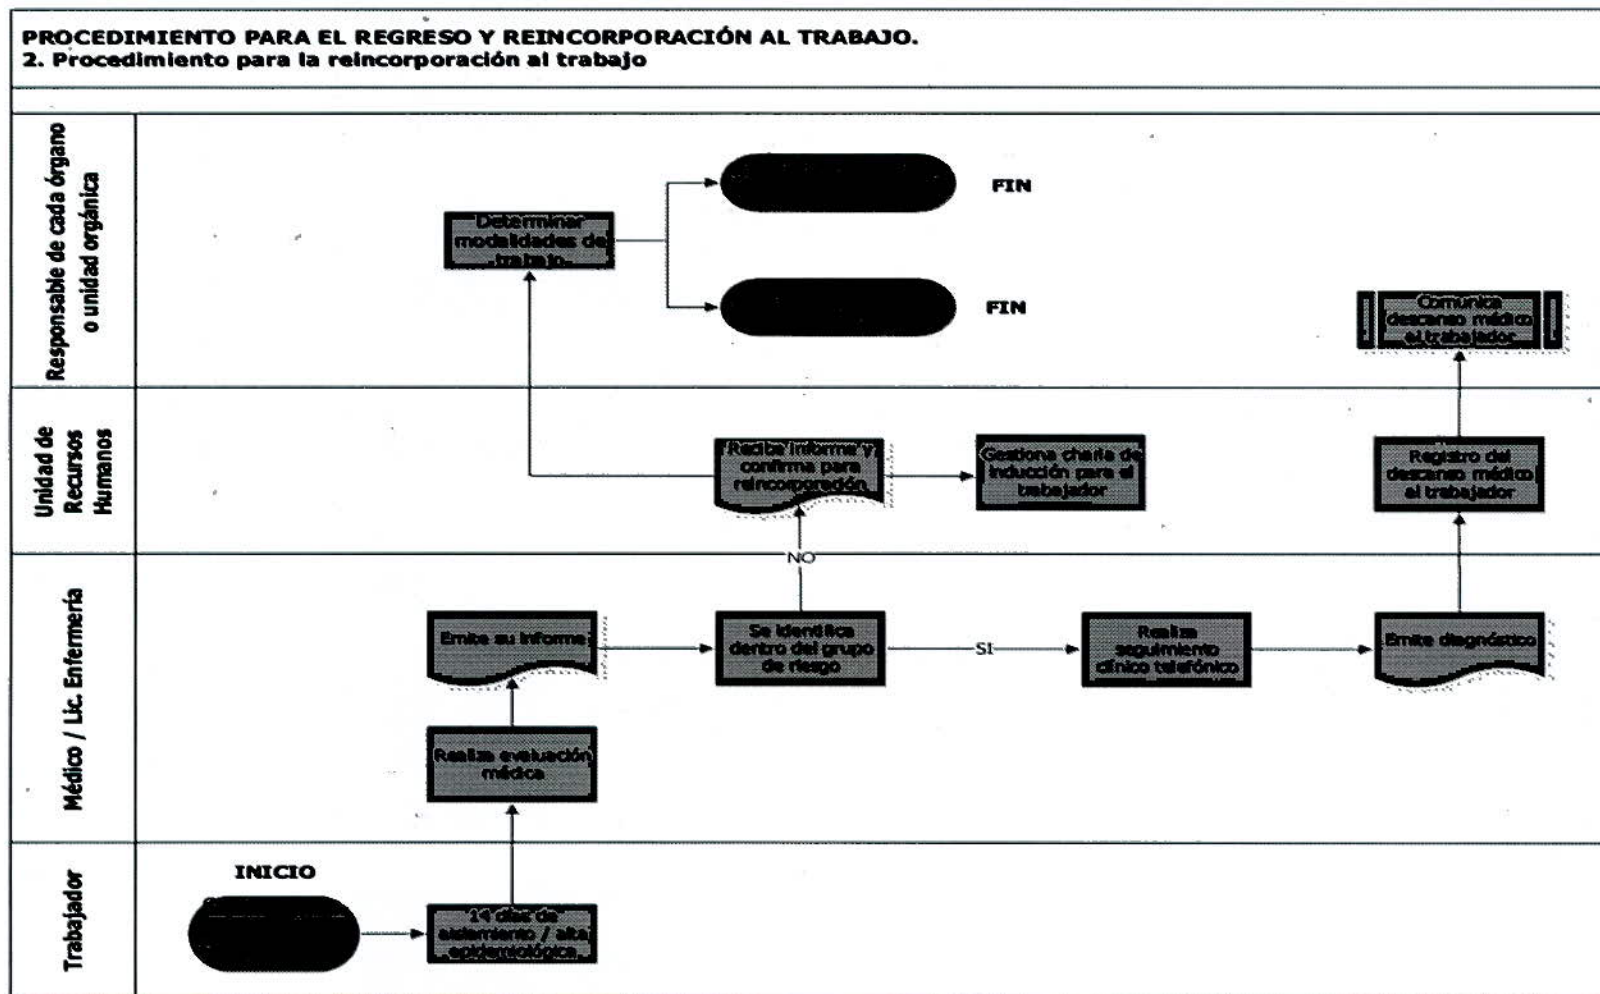 PROCEDIMIENTO PARA EL REGRESO Y REINCORPORACIÓN AL TRABAJO.
2. Procedimiento para la reincorporación al trabajo
Responsable de cada órgano
o unidad orgánica
Determinar
modalidades de
trabajo
FIN
FIN
Comunica
descanso médico
al trabajador
Unidad de
Recursos
Humanos
Recibe informe y
confirma para
reincorporación
Gestiona charla de
inducción para el
trabajador
Registro del
descanso médico
al trabajador
NO
Médico / Lic. Enfermería
Emite su informe
Se identifica
dentro del grupo
de riesgo
SI
Realiza
seguimiento
clínico telefónico
Emite diagnóstico
Realiza evaluación
médica
Trabajador
INICIO
14 días de
aislamiento / alta
epidemiológica